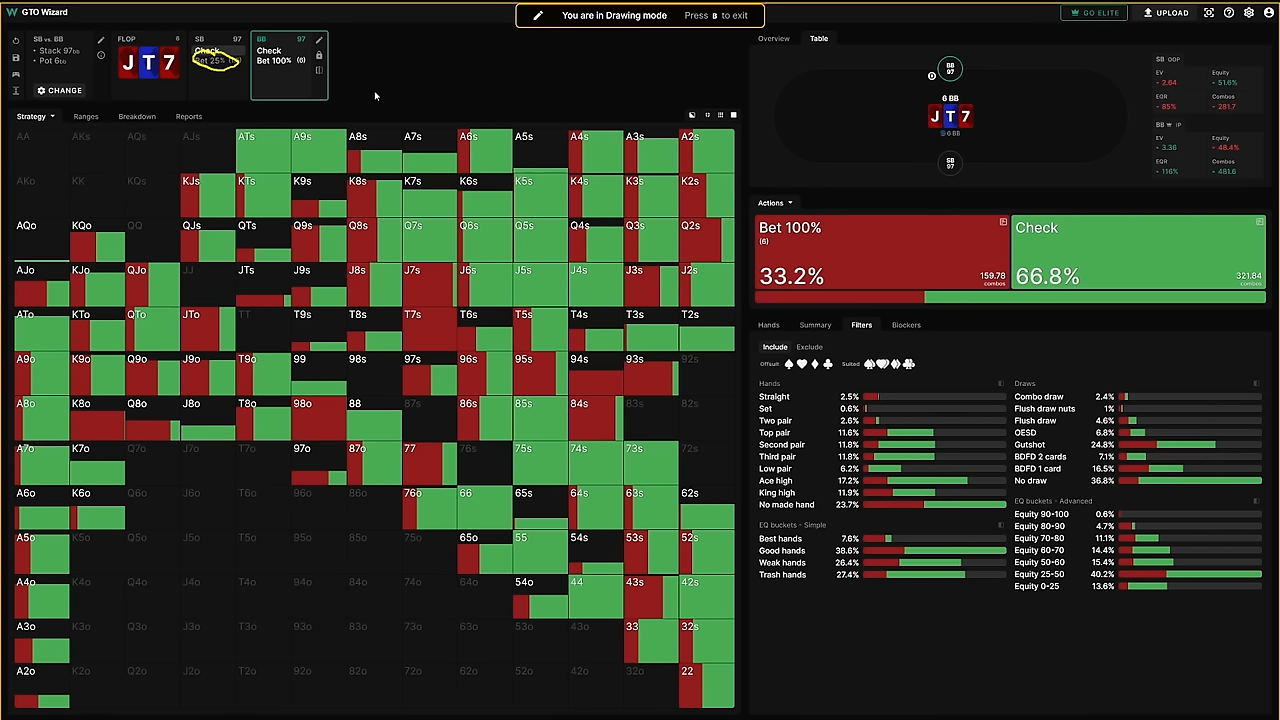 GTO Wizard
You are in Drawing mode Press B to exit
GO ELITE
UPLOAD
SB vs. BB
• Stack 97bb
• Pot 6bb
CHANGE
FLOP 8
J T 7
SB 97
Check
Bet 25%
BB 97
Check
Bet 100% (6)
Overview Table
BB
97
D
6 BB
J T 7
6 BB
SB
97
SB OOP
EV Equity
- 2.64 - 51.6%
EQR Combos
- 85% - 281.7
BB IP
EV Equity
- 3.36 - 48.4%
EQR Combos
- 116% - 481.6
Strategy Ranges Breakdown Reports
AA AKs AQs AJs ATs A9s A8s A7s A6s A5s A4s A3s A2s
AKo KK KQs KJs KTs K9s K8s K7s K6s K5s K4s K3s K2s
AQo KQo QQ QJs QTs Q9s Q8s Q7s Q6s Q5s Q4s Q3s Q2s
AJo KJo QJo JJ JTs J9s J8s J7s J6s J5s J4s J3s J2s
ATo KTo QTo JTo TT T9s T8s T7s T6s T5s T4s T3s T2s
A9o K9o Q9o J9o T9o 99 98s 97s 96s 95s 94s 93s 92s
A8o K8o Q8o J8o T8o 98o 88 87s 86s 85s 84s 83s 82s
A7o K7o Q7o J7o T7o 97o 87o 77 76s 75s 74s 73s 72s
A6o K6o Q6o J6o T6o 96o 86o 76o 66 65s 64s 63s 62s
A5o K5o Q5o J5o T5o 95o 85o 75o 65o 55 54s 53s 52s
A4o K4o Q4o J4o T4o 94o 84o 74o 64o 54o 44 43s 42s
A3o K3o Q3o J3o T3o 93o 83o 73o 63o 53o 43o 33 32s
A2o K2o Q2o J2o T2o 92o 82o 72o 62o 52o 42o 32o 22
Actions
Bet 100%
(6)
33.2%
159.78
combos
Check
66.8%
321.84
combos
Hands Summary Filters Blockers
Include Exclude
Offsuit Suited
Hands
Straight 2.5%
Set 0.6%
Two pair 2.6%
Top pair 11.6%
Second pair 11.8%
Third pair 11.8%
Low pair 6.2%
Ace high 17.2%
King high 11.9%
No made hand 23.7%
EQ buckets - Simple
Best hands 7.6%
Good hands 38.6%
Weak hands 26.4%
Trash hands 27.4%
Draws
Combo draw 2.4%
Flush draw nuts 1%
Flush draw 4.6%
OESD 6.8%
Gutshot 24.8%
BDFD 2 cards 7.1%
BDFD 1 card 16.5%
No draw 36.8%
EQ buckets - Advanced
Equity 90-100 0.6%
Equity 80-90 4.7%
Equity 70-80 11.1%
Equity 60-70 14.4%
Equity 50-60 15.4%
Equity 25-50 40.2%
Equity 0-25 13.6%